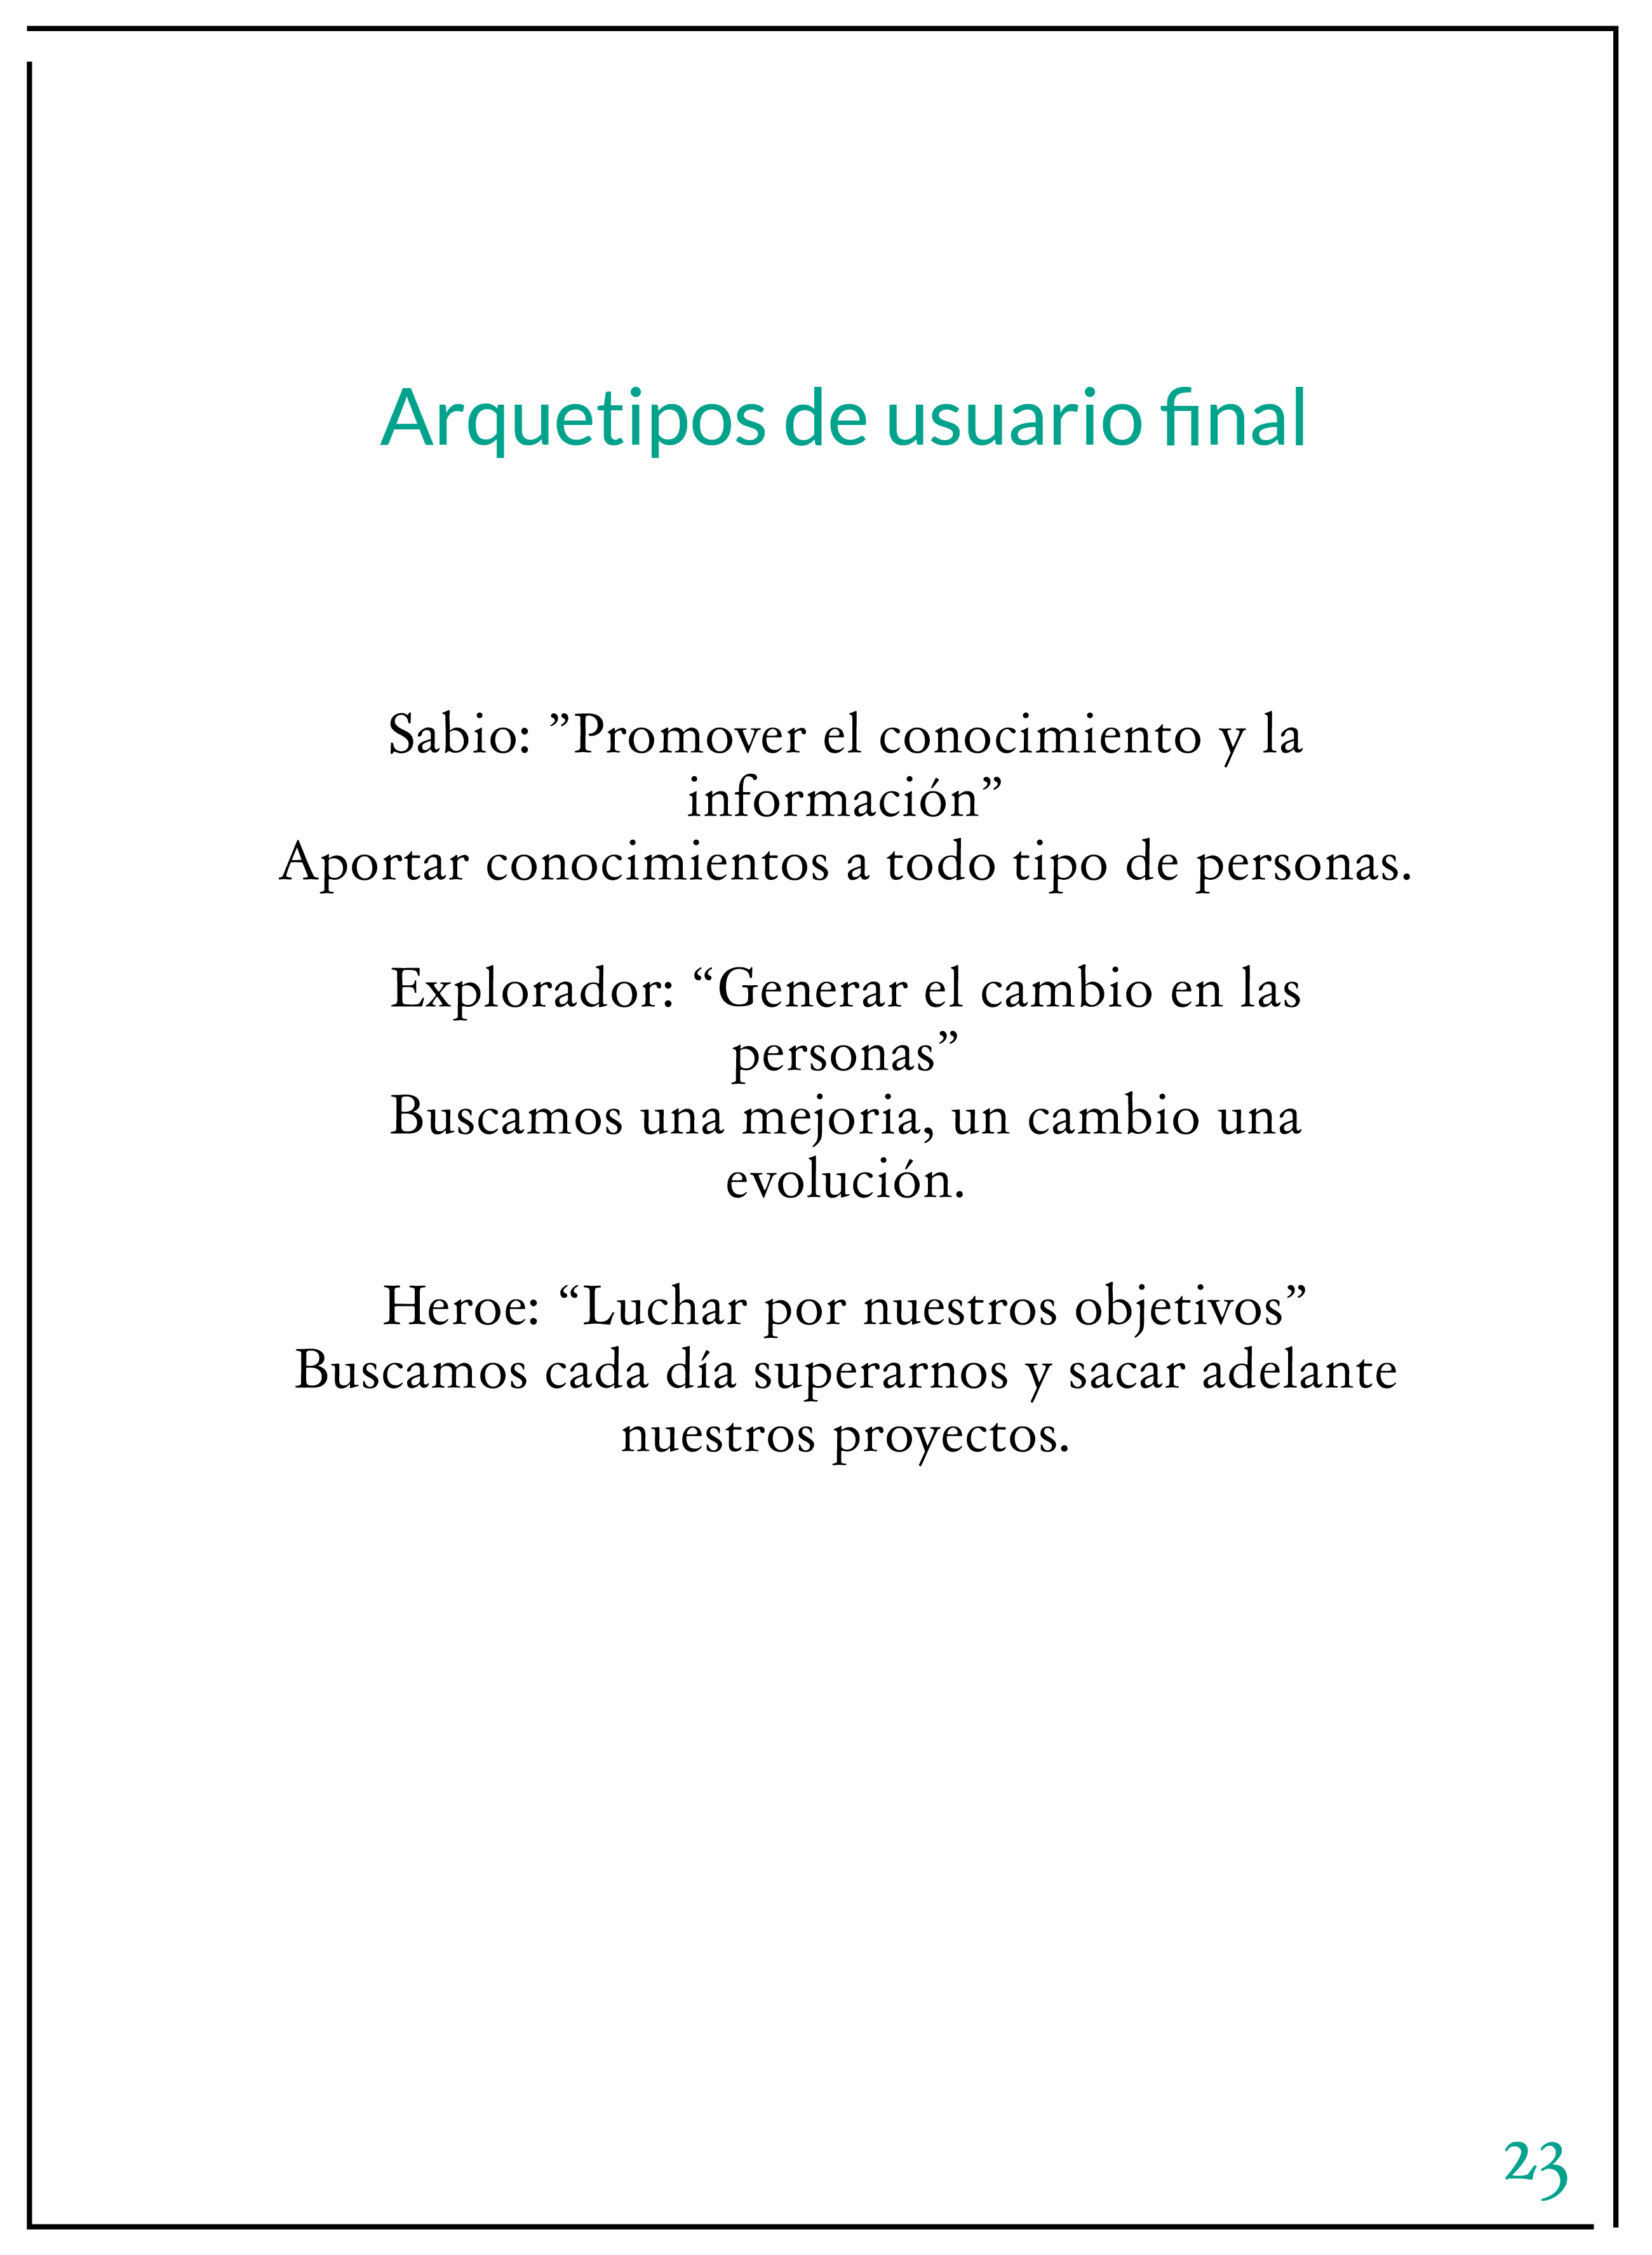 Arquetipos de usuario final
Sabio: ”Promover el conocimiento y la
información”
Aportar conocimientos a todo tipo de personas.
Explorador: “Generar el cambio en las
personas”
Buscamos una mejoria, un cambio una
evolución.
Heroe: “Luchar por nuestros objetivos”
Buscamos cada día superarnos y sacar adelante
nuestros proyectos.
23